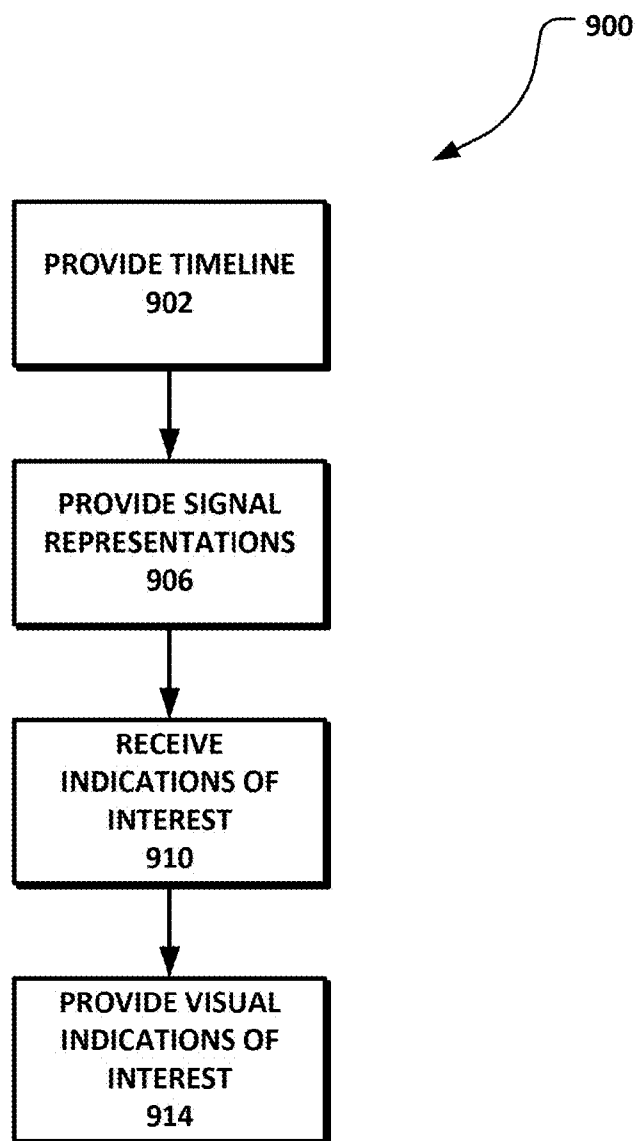 900
PROVIDE TIMELINE
902
PROVIDE SIGNAL
REPRESENTATIONS
906
RECEIVE
INDICATIONS OF
INTEREST
910
PROVIDE VISUAL
INDICATIONS OF
INTEREST
914